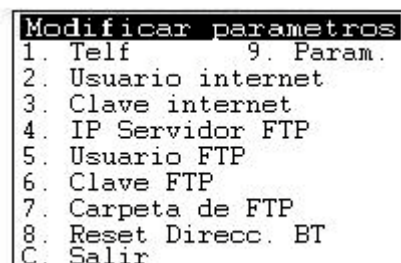 Modificar parametros
1. Telf 9. Param.
2. Usuario internet
3. Clave internet
4. IP Servidor FTP
5. Usuario FTP
6. Clave FTP
7. Carpeta de FTP
8. Reset Direcc. BT
C. Salir